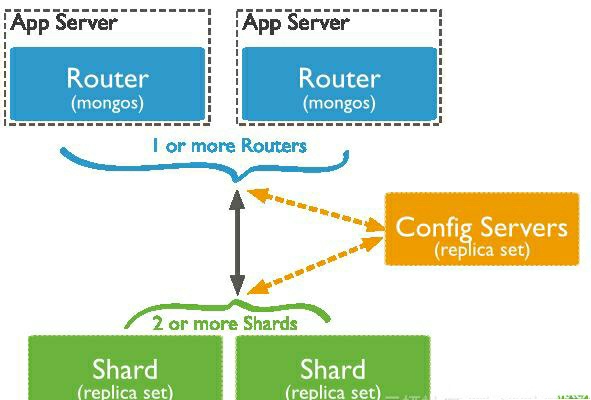 App Server
App Server
Router
(mongos)
Router
(mongos)
1 or more Routers
Config Servers
(replica set)
2 or more Shards
Shard
(replica set)
Shard
(replica set)